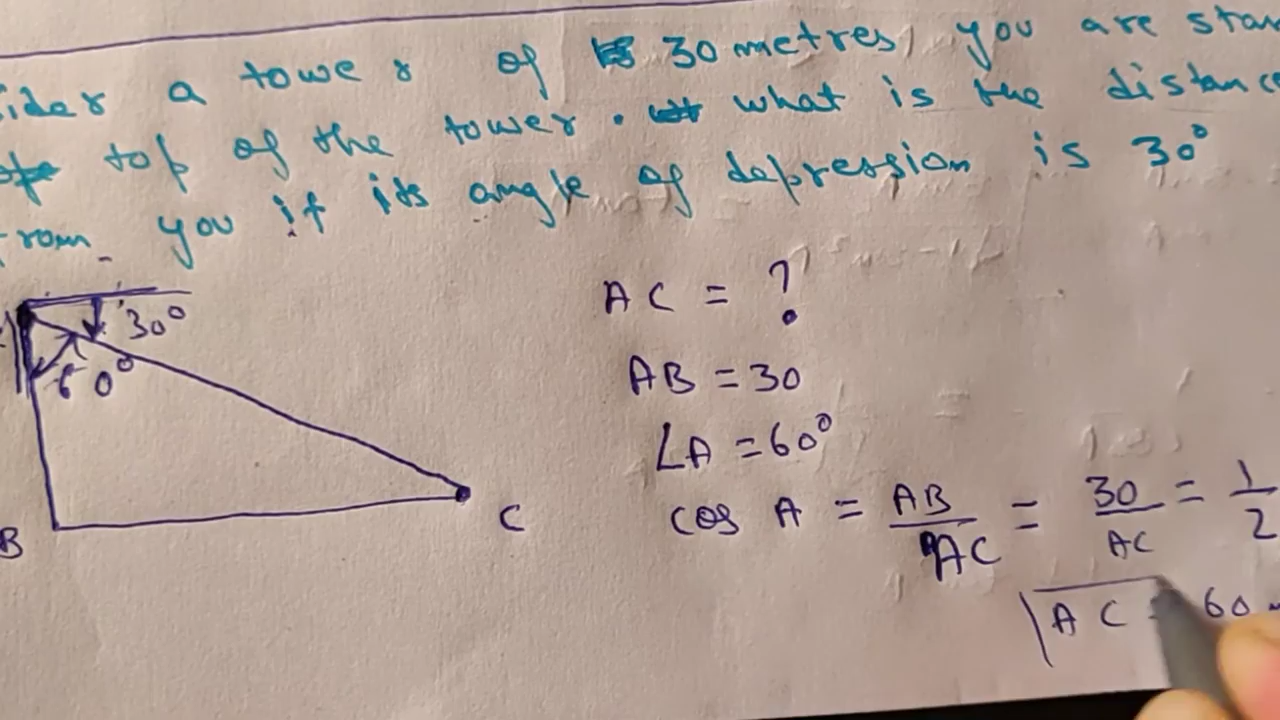 ider a tower of 30 metres, you are stan
top of the tower. what is the distance
from you if its angle of depression is 30°
30°
60°
B
C
AC = ?
AB = 30
∠A = 60°
cos A = AB/AC = 30/AC = 1/2
AC = 60 m